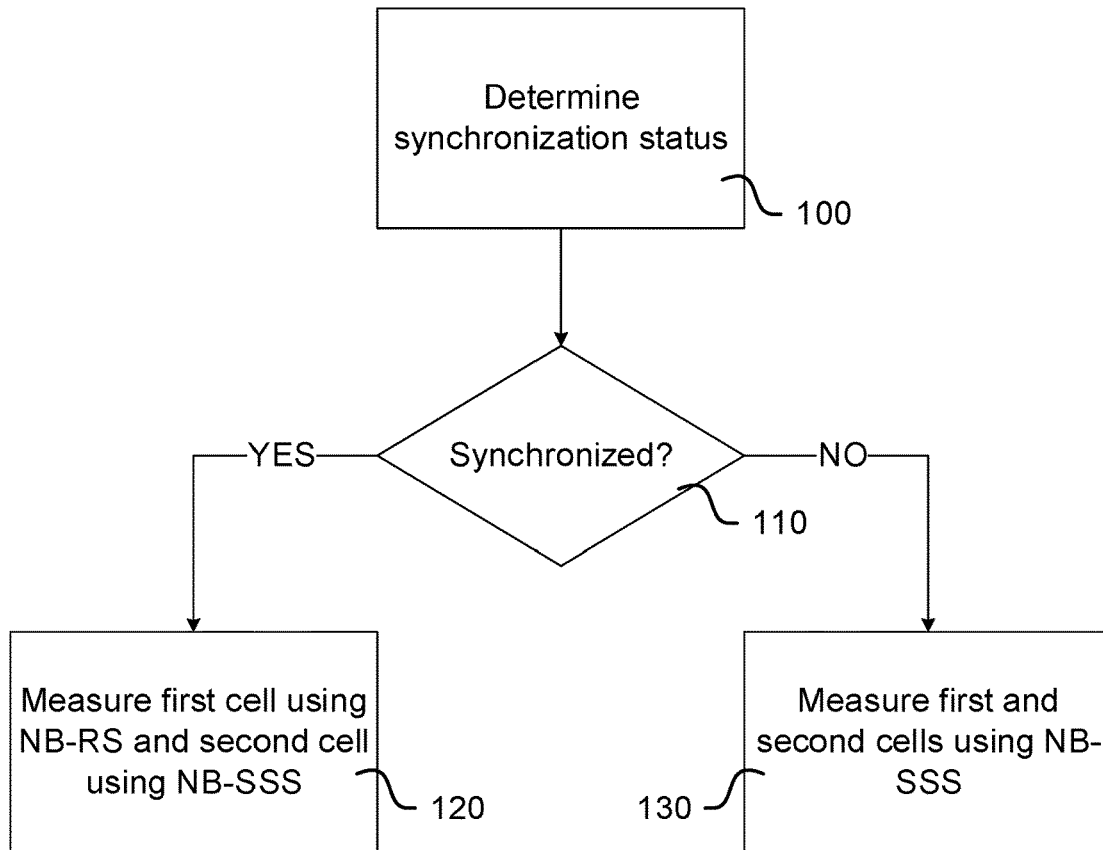 Determine
synchronization status
100
Synchronized?
YES
NO
110
Measure first cell using
NB-RS and second cell
using NB-SSS
120
Measure first and
second cells using NB-
SSS
130